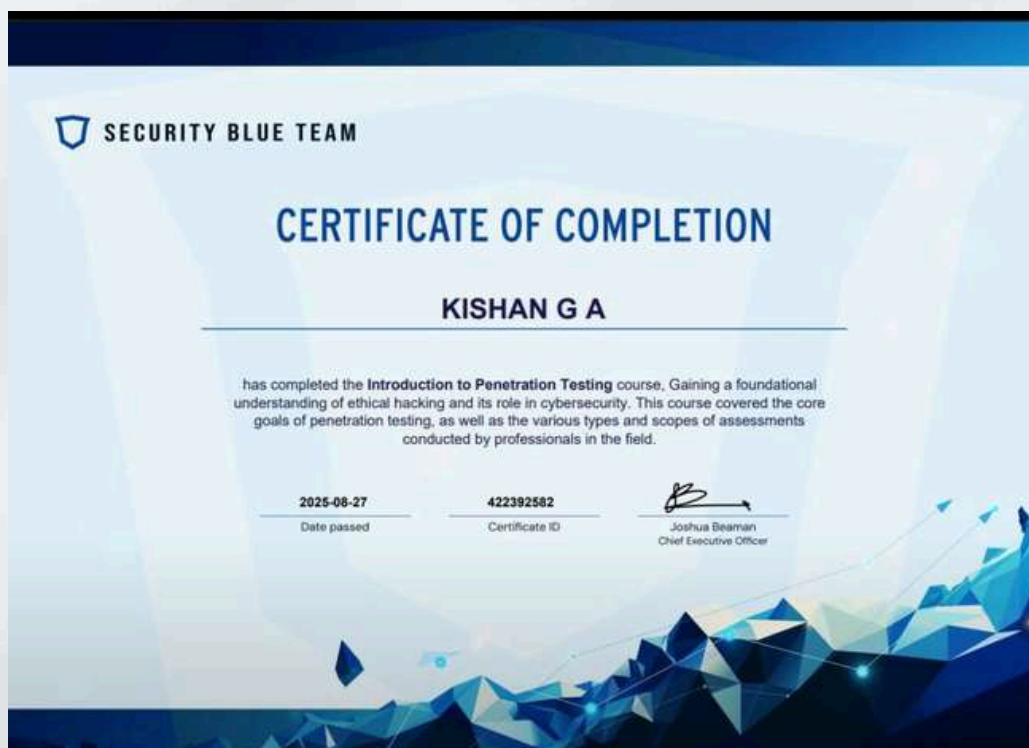 SECURITY BLUE TEAM
CERTIFICATE OF COMPLETION
KISHAN G A
has completed the Introduction to Penetration Testing course, Gaining a foundational
understanding of ethical hacking and its role in cybersecurity. This course covered the core
goals of penetration testing, as well as the various types and scopes of assessments
conducted by professionals in the field.
2025-08-27 422392582
Date passed Certificate ID Joshua Beaman
Chief Executive Officer